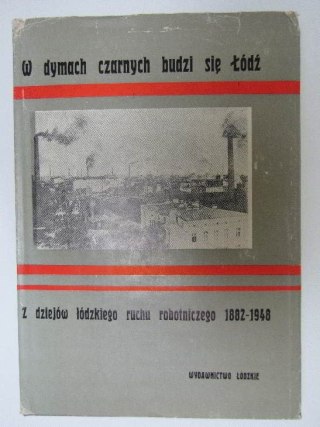 W dymach czarnych budzi się Łódź
Z dziejów łódzkiego ruchu robotniczego 1882-1948
WYDAWNICTWO ŁÓDZKIE